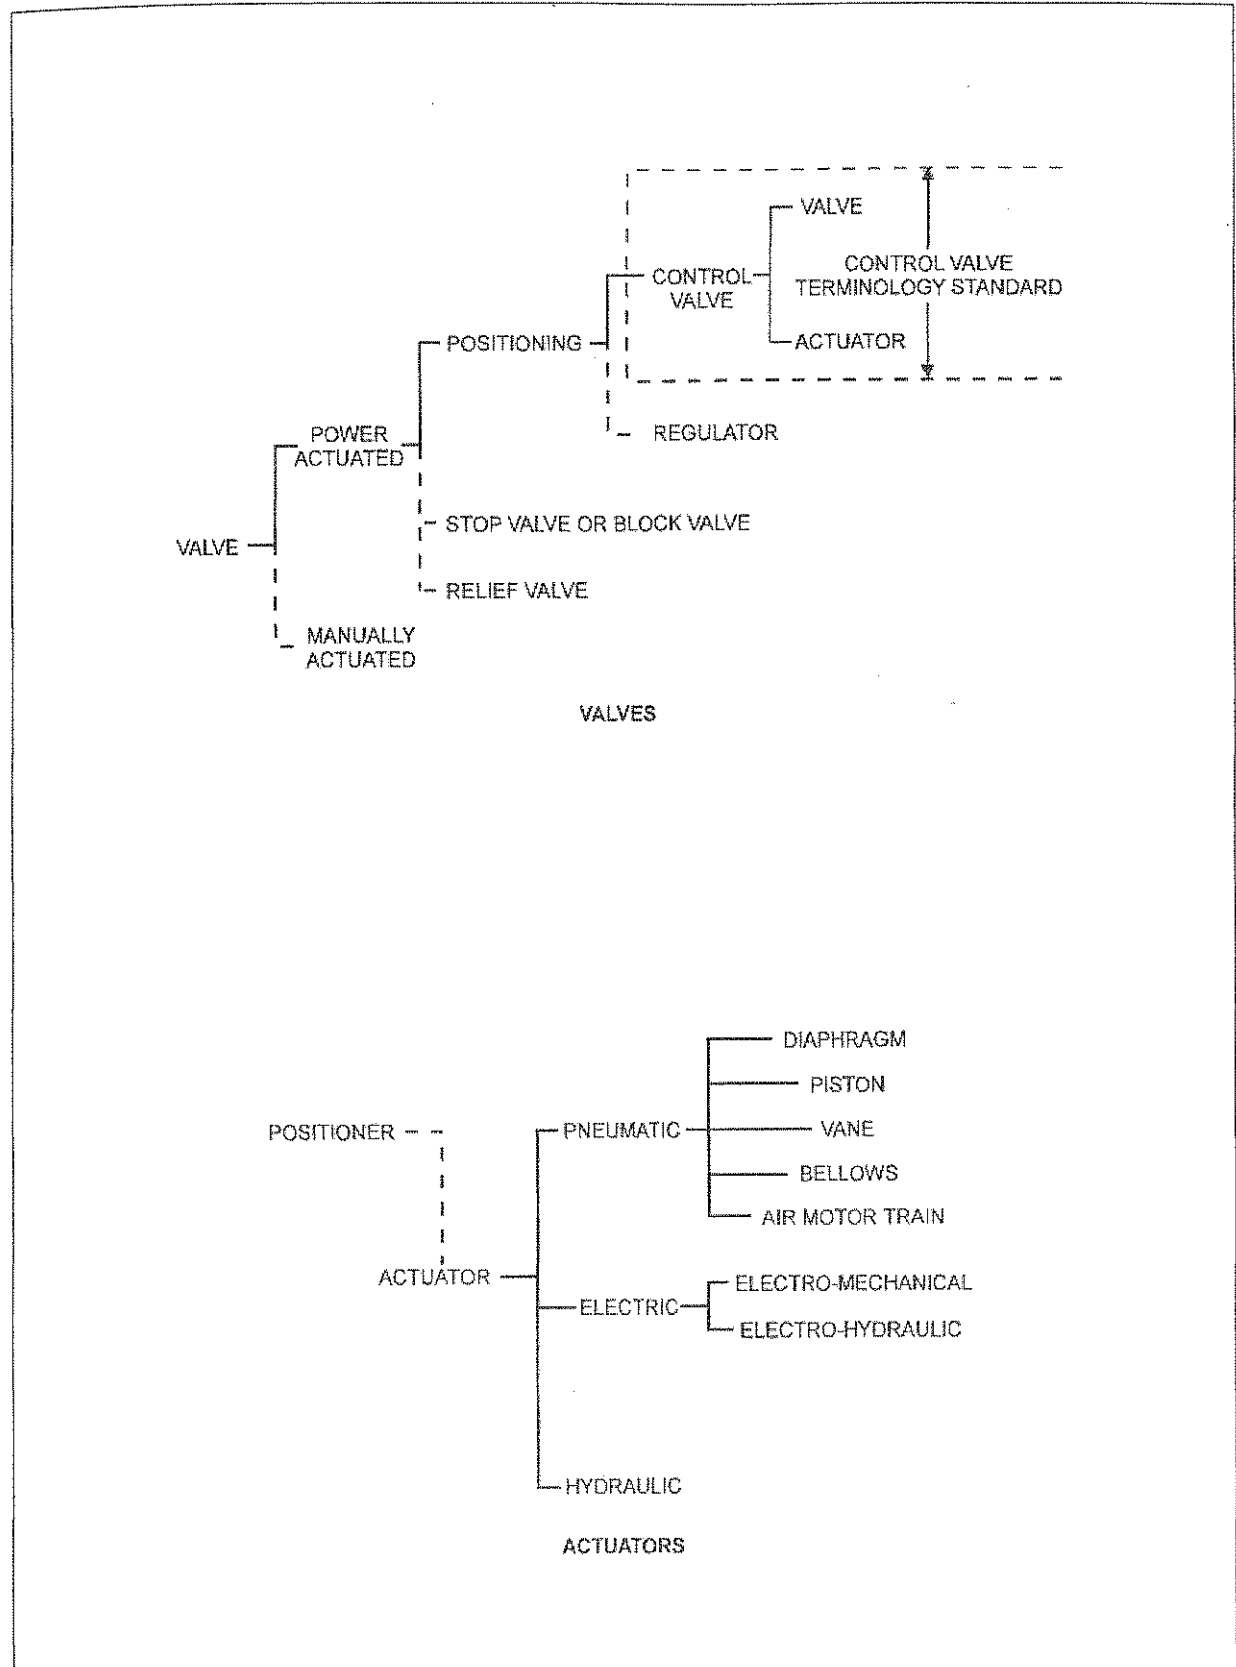 VALVE
CONTROL VALVE
TERMINOLOGY STANDARD
CONTROL
VALVE
ACTUATOR
POSITIONING
REGULATOR
POWER
ACTUATED
STOP VALVE OR BLOCK VALVE
VALVE
RELIEF VALVE
MANUALLY
ACTUATED
VALVES
DIAPHRAGM
PISTON
POSITIONER
PNEUMATIC
VANE
BELLOWS
AIR MOTOR TRAIN
ACTUATOR
ELECTRO-MECHANICAL
ELECTRIC
ELECTRO-HYDRAULIC
HYDRAULIC
ACTUATORS